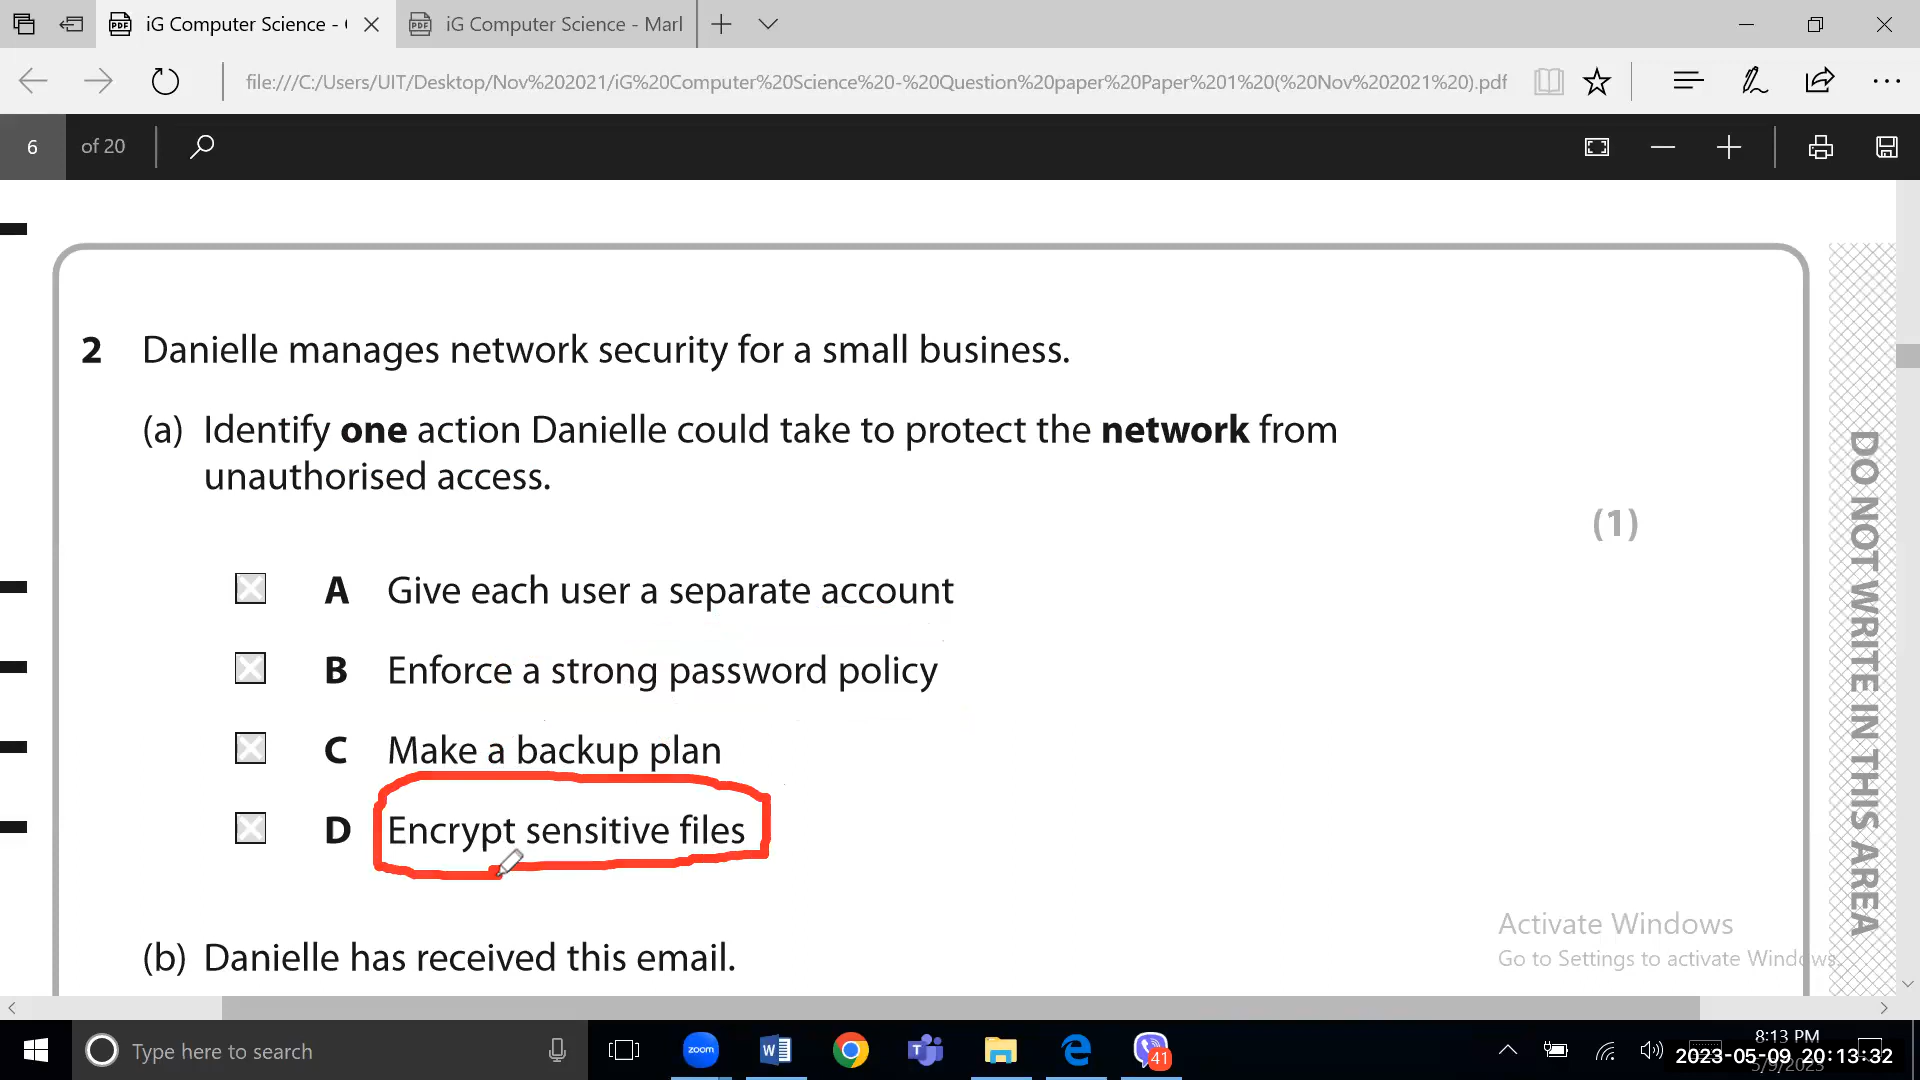 iG Computer Science - (
iG Computer Science - Marl
file:///C:/Users/UIT/Desktop/Nov%202021/iG%20Computer%20Science%20-%20Question%20paper%20Paper%201%20(%20Nov%202021%20).pdf
6 of 20
2 Danielle manages network security for a small business.
(a) Identify one action Danielle could take to protect the network from
unauthorised access.
(1)
A Give each user a separate account
B Enforce a strong password policy
C Make a backup plan
D Encrypt sensitive files
(b) Danielle has received this email.
DO NOT WRITE IN THIS AREA
Activate Windows
Go to Settings to activate Windows.
Type here to search
zoom
41
8:13 PM
2023-05-09 20:13:32
5/9/2023